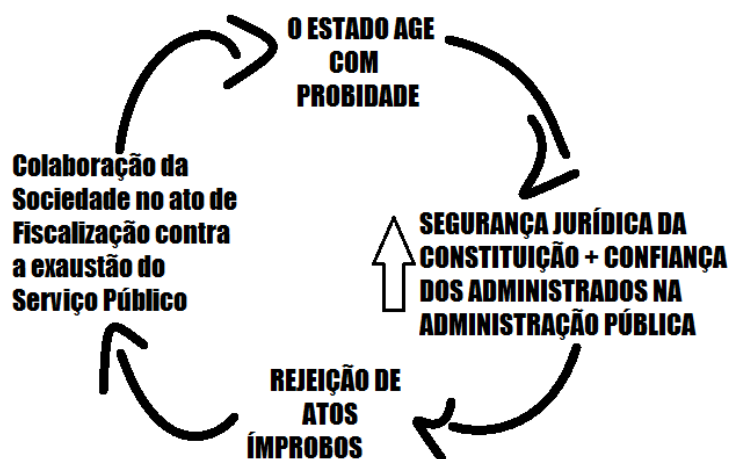 O ESTADO AGE
COM
PROBIDADE
SEGURANÇA JURÍDICA DA
CONSTITUIÇÃO + CONFIANÇA
DOS ADMINISTRADOS NA
ADMINISTRAÇÃO PÚBLICA
REJEIÇÃO DE
ATOS
ÍMPROBOS
Colaboração da
Sociedade no ato de
Fiscalização contra
a exaustão do
Serviço Público